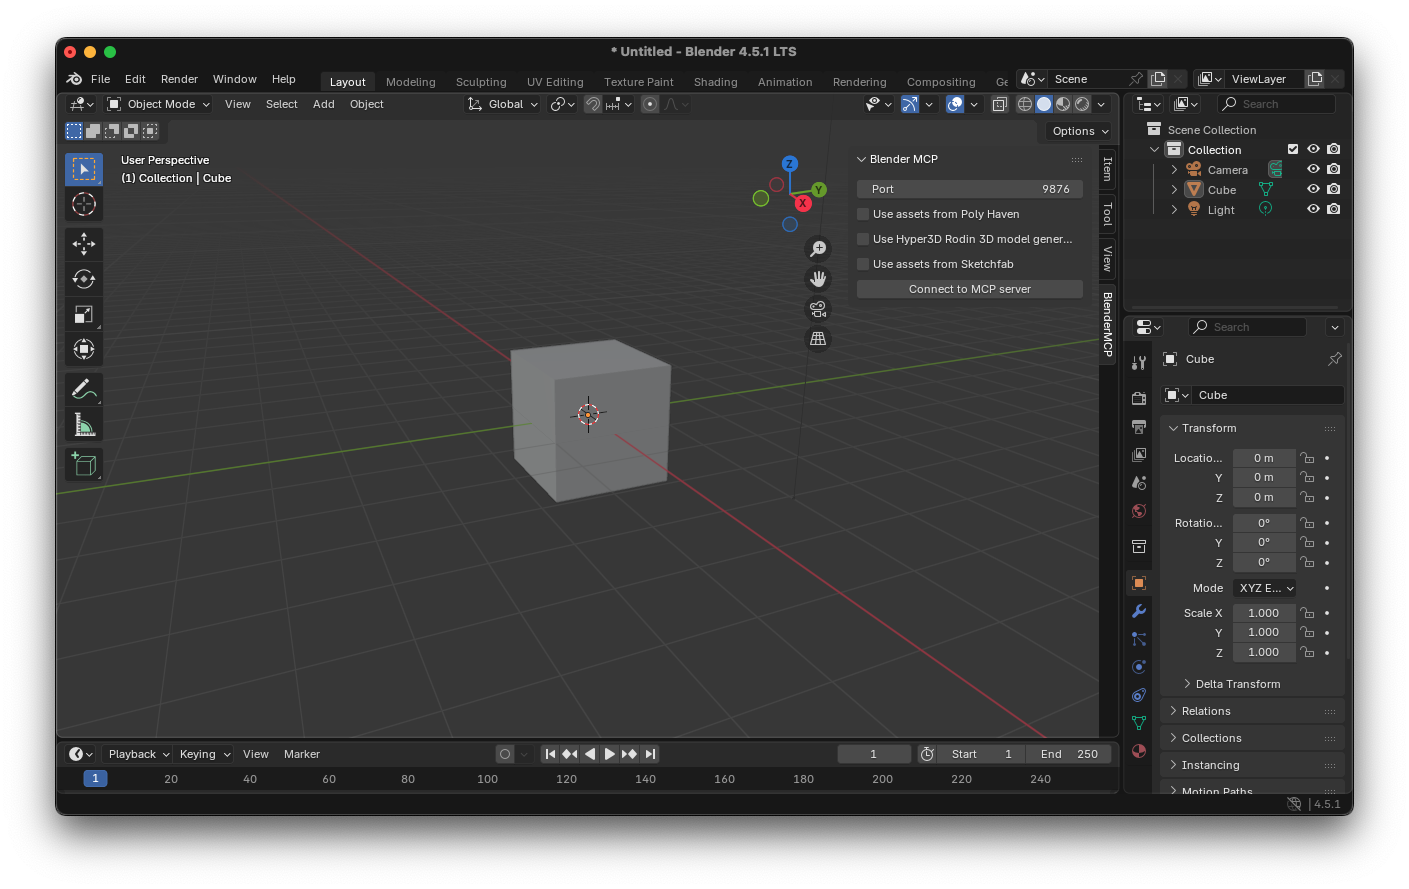 * Untitled - Blender 4.5.1 LTS
File Edit Render Window Help Layout Modeling Sculpting UV Editing Texture Paint Shading Animation Rendering Compositing Ge Scene ViewLayer
Object Mode View Select Add Object Global Search
Options
User Perspective
(1) Collection | Cube
Z
Y
X
Blender MCP
Port 9876
Use assets from Poly Haven
Use Hyper3D Rodin 3D model gener...
Use assets from Sketchfab
Connect to MCP server
Item
Tool
View
BlenderMCP
Scene Collection
Collection
Camera
Cube
Light
Search
Cube
Cube
Transform
Locatio... 0 m
Y 0 m
Z 0 m
Rotatio... 0°
Y 0°
Z 0°
Mode XYZ E...
Scale X 1.000
Y 1.000
Z 1.000
Delta Transform
Relations
Collections
Instancing
Motion Paths
Playback Keying View Marker 1 Start 1 End 250
1 20 40 60 80 100 120 140 160 180 200 220 240
4.5.1